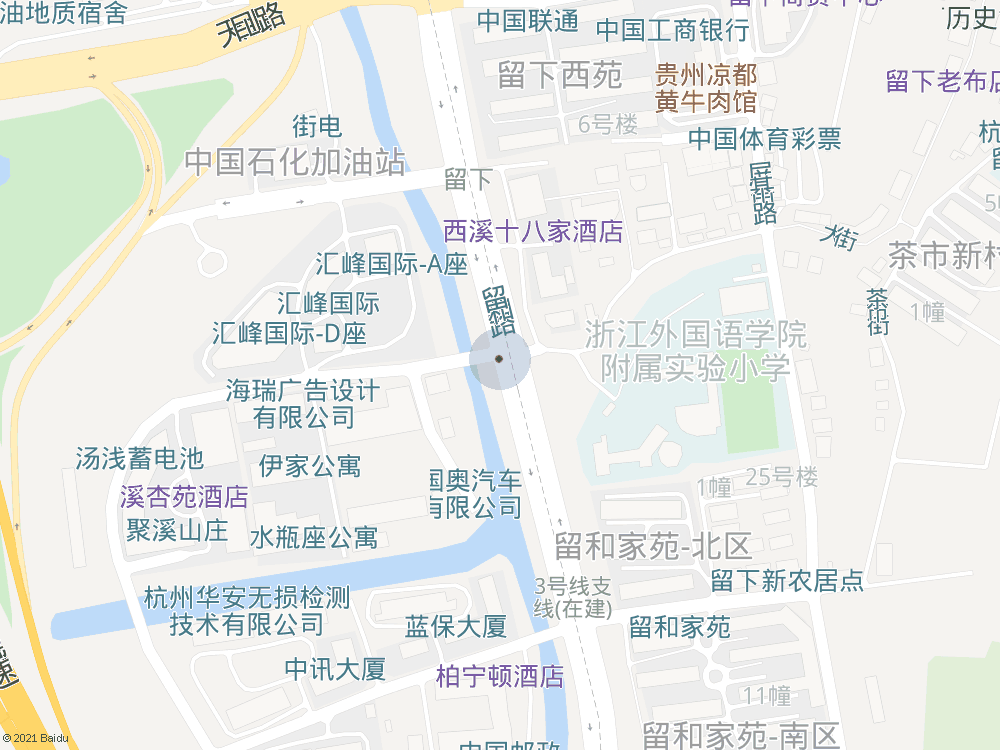 油地质宿舍
天目山路
中国联通
中国工商银行
历史
留下西苑
贵州凉都
黄牛肉馆
留下老布店
街电
6号楼
中国体育彩票
杭
留
中国石化加油站
留下
西溪十八家酒店
大街
茶市新村
5幢
汇峰国际-A座
汇峰国际
汇峰国际-D座
茶市街
1幢
浙江外国语学院
附属实验小学
海瑞广告设计
有限公司
汤浅蓄电池
伊家公寓
国奥汽车
有限公司
溪杏苑酒店
聚溪山庄
水瓶座公寓
25号楼
1幢
留和家苑-北区
3号线支
线(在建)
留下新农居点
杭州华安无损检测
技术有限公司
蓝保大厦
留和家苑
中讯大厦
柏宁顿酒店
11幢
留和家苑-南区
中国邮政
速
© 2021 Baidu